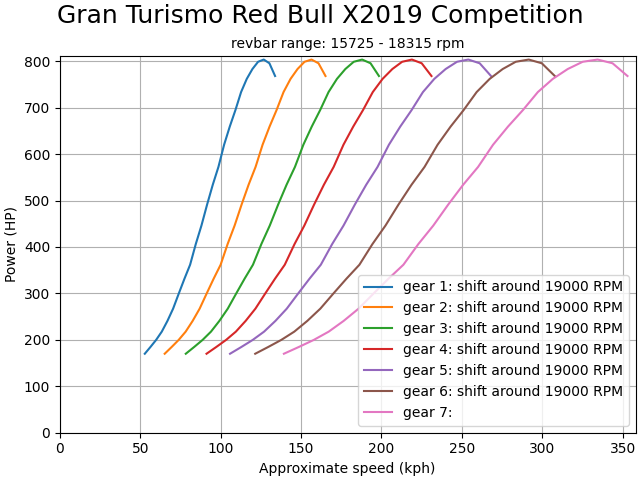 Gran Turismo Red Bull X2019 Competition
revbar range: 15725 - 18315 rpm
800
700
600
500
400
300
200
100
0
Power (HP)
gear 1: shift around 19000 RPM
gear 2: shift around 19000 RPM
gear 3: shift around 19000 RPM
gear 4: shift around 19000 RPM
gear 5: shift around 19000 RPM
gear 6: shift around 19000 RPM
gear 7:
0 50 100 150 200 250 300 350
Approximate speed (kph)